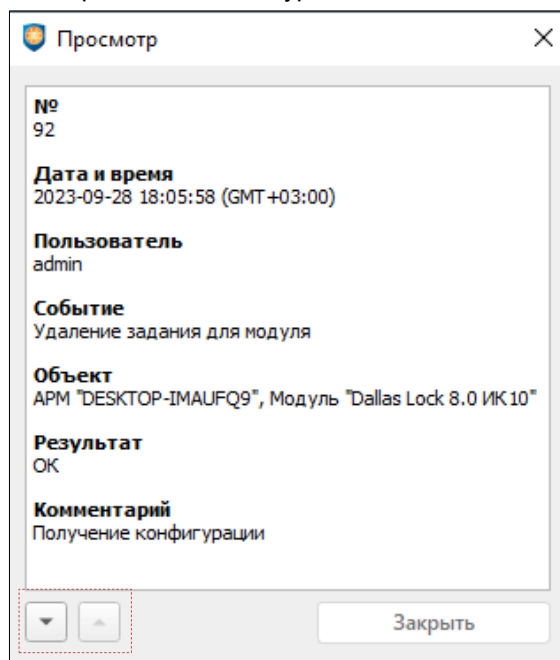 Просмотр
№
92
Дата и время
2023-09-28 18:05:58 (GMT+03:00)
Пользователь
admin
Событие
Удаление задания для модуля
Объект
АРМ "DESKTOP-IMAUFQ9", Модуль "Dallas Lock 8.0 ИК10"
Результат
ОК
Комментарий
Получение конфигурации
Закрыть